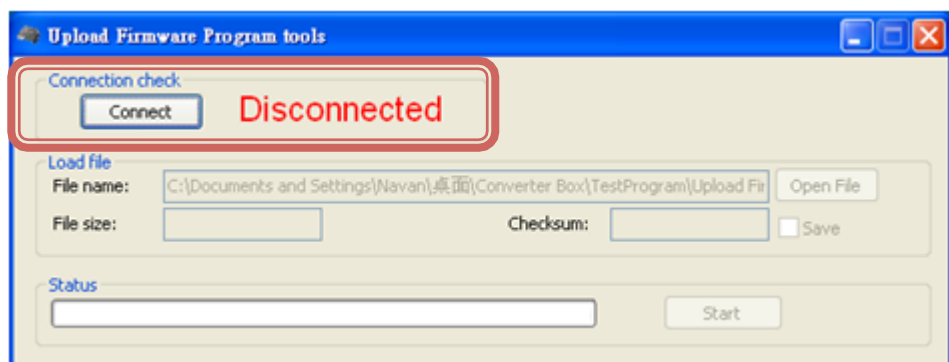 Upload Firmware Program tools
Connection check
Connect Disconnected
Load file
File name: C:\Documents and Settings\Navan\桌面\Converter Box\TestProgram\Upload Fir Open File
File size: Checksum: Save
Status
Start